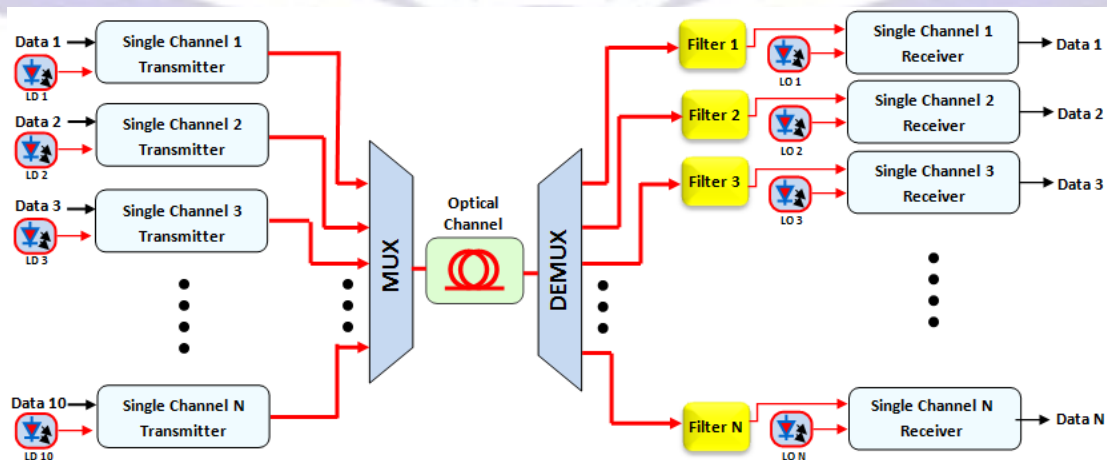 Data 1
LD 1
Single Channel 1
Transmitter
Data 2
LD 2
Single Channel 2
Transmitter
Data 3
LD 3
Single Channel 3
Transmitter
Data 10
LD 10
Single Channel N
Transmitter
MUX
Optical
Channel
DEMUX
Filter 1
LO 1
Single Channel 1
Receiver
Data 1
Filter 2
LO 2
Single Channel 2
Receiver
Data 2
Filter 3
LO 3
Single Channel 3
Receiver
Data 3
Filter N
LO N
Single Channel N
Receiver
Data N